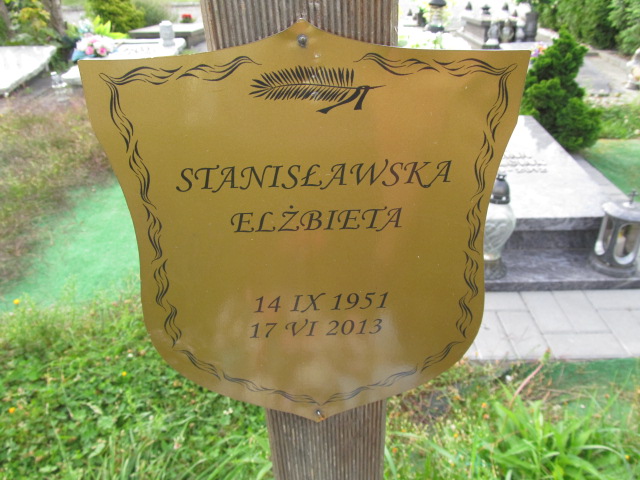 STANISŁAWSKA
ELŻBIETA
14 IX 1951
17 VI 2013